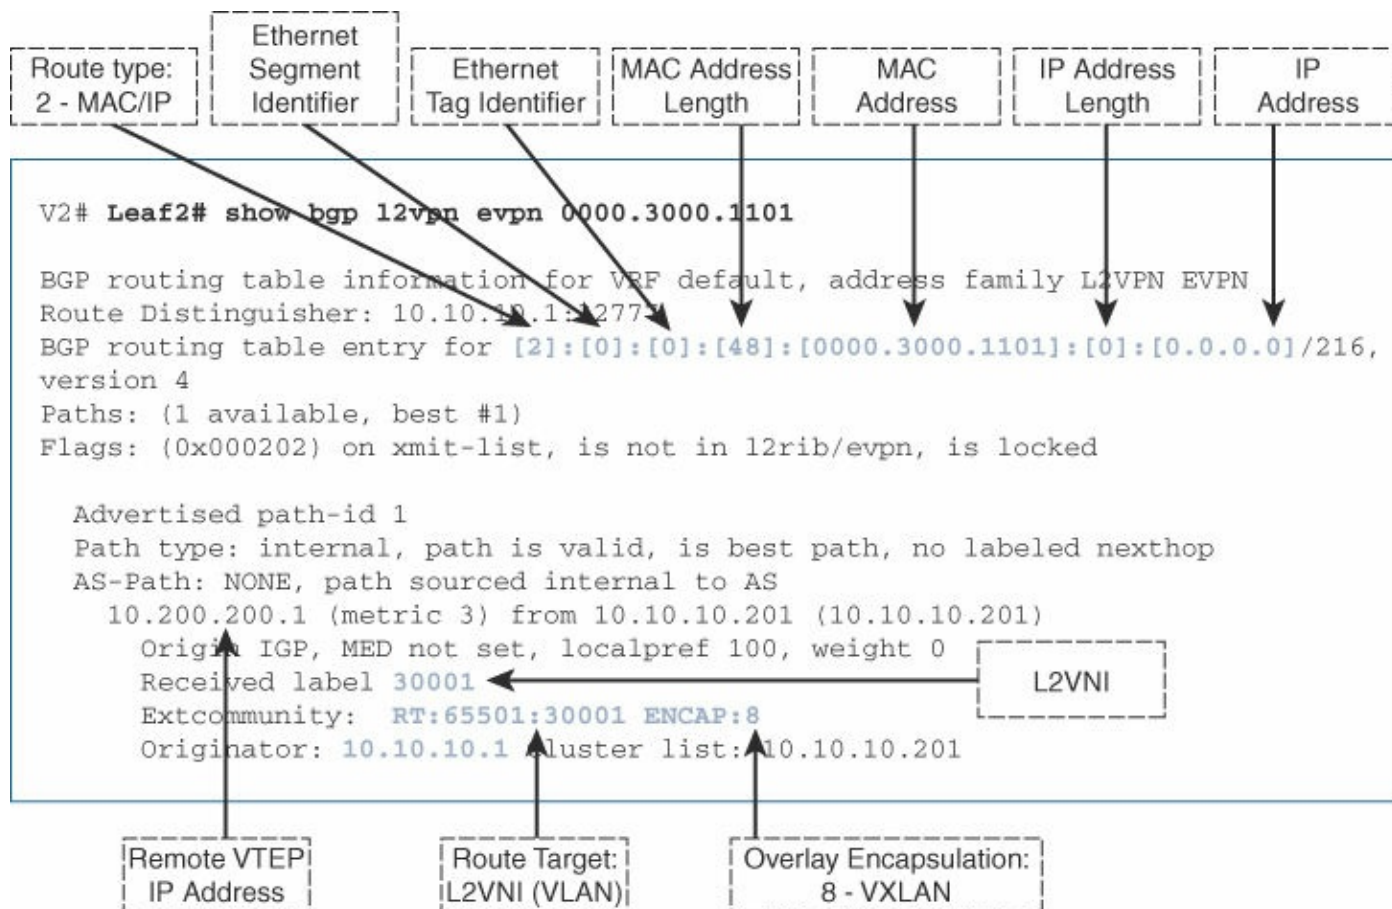 Route type:
2 - MAC/IP
Ethernet
Segment
Identifier
Ethernet
Tag Identifier
MAC Address
Length
MAC
Address
IP Address
Length
IP
Address
V2# Leaf2# show bgp l2vpn evpn 0000.3000.1101
BGP routing table information for VRF default, address family L2VPN EVPN
Route Distinguisher: 10.10.10.1:32777
BGP routing table entry for [2]:[0]:[0]:[48]:[0000.3000.1101]:[0]:[0.0.0.0]/216,
version 4
Paths: (1 available, best #1)
Flags: (0x000202) on xmit-list, is not in l2rib/evpn, is locked
Advertised path-id 1
Path type: internal, path is valid, is best path, no labeled nexthop
AS-Path: NONE, path sourced internal to AS
10.200.200.1 (metric 3) from 10.10.10.201 (10.10.10.201)
Origin IGP, MED not set, localpref 100, weight 0
Received label 30001
L2VNI
Extcommunity: RT:65501:30001 ENCAP:8
Originator: 10.10.10.1 Cluster list: 10.10.10.201
Remote VTEP
IP Address
Route Target:
L2VNI (VLAN)
Overlay Encapsulation:
8 - VXLAN